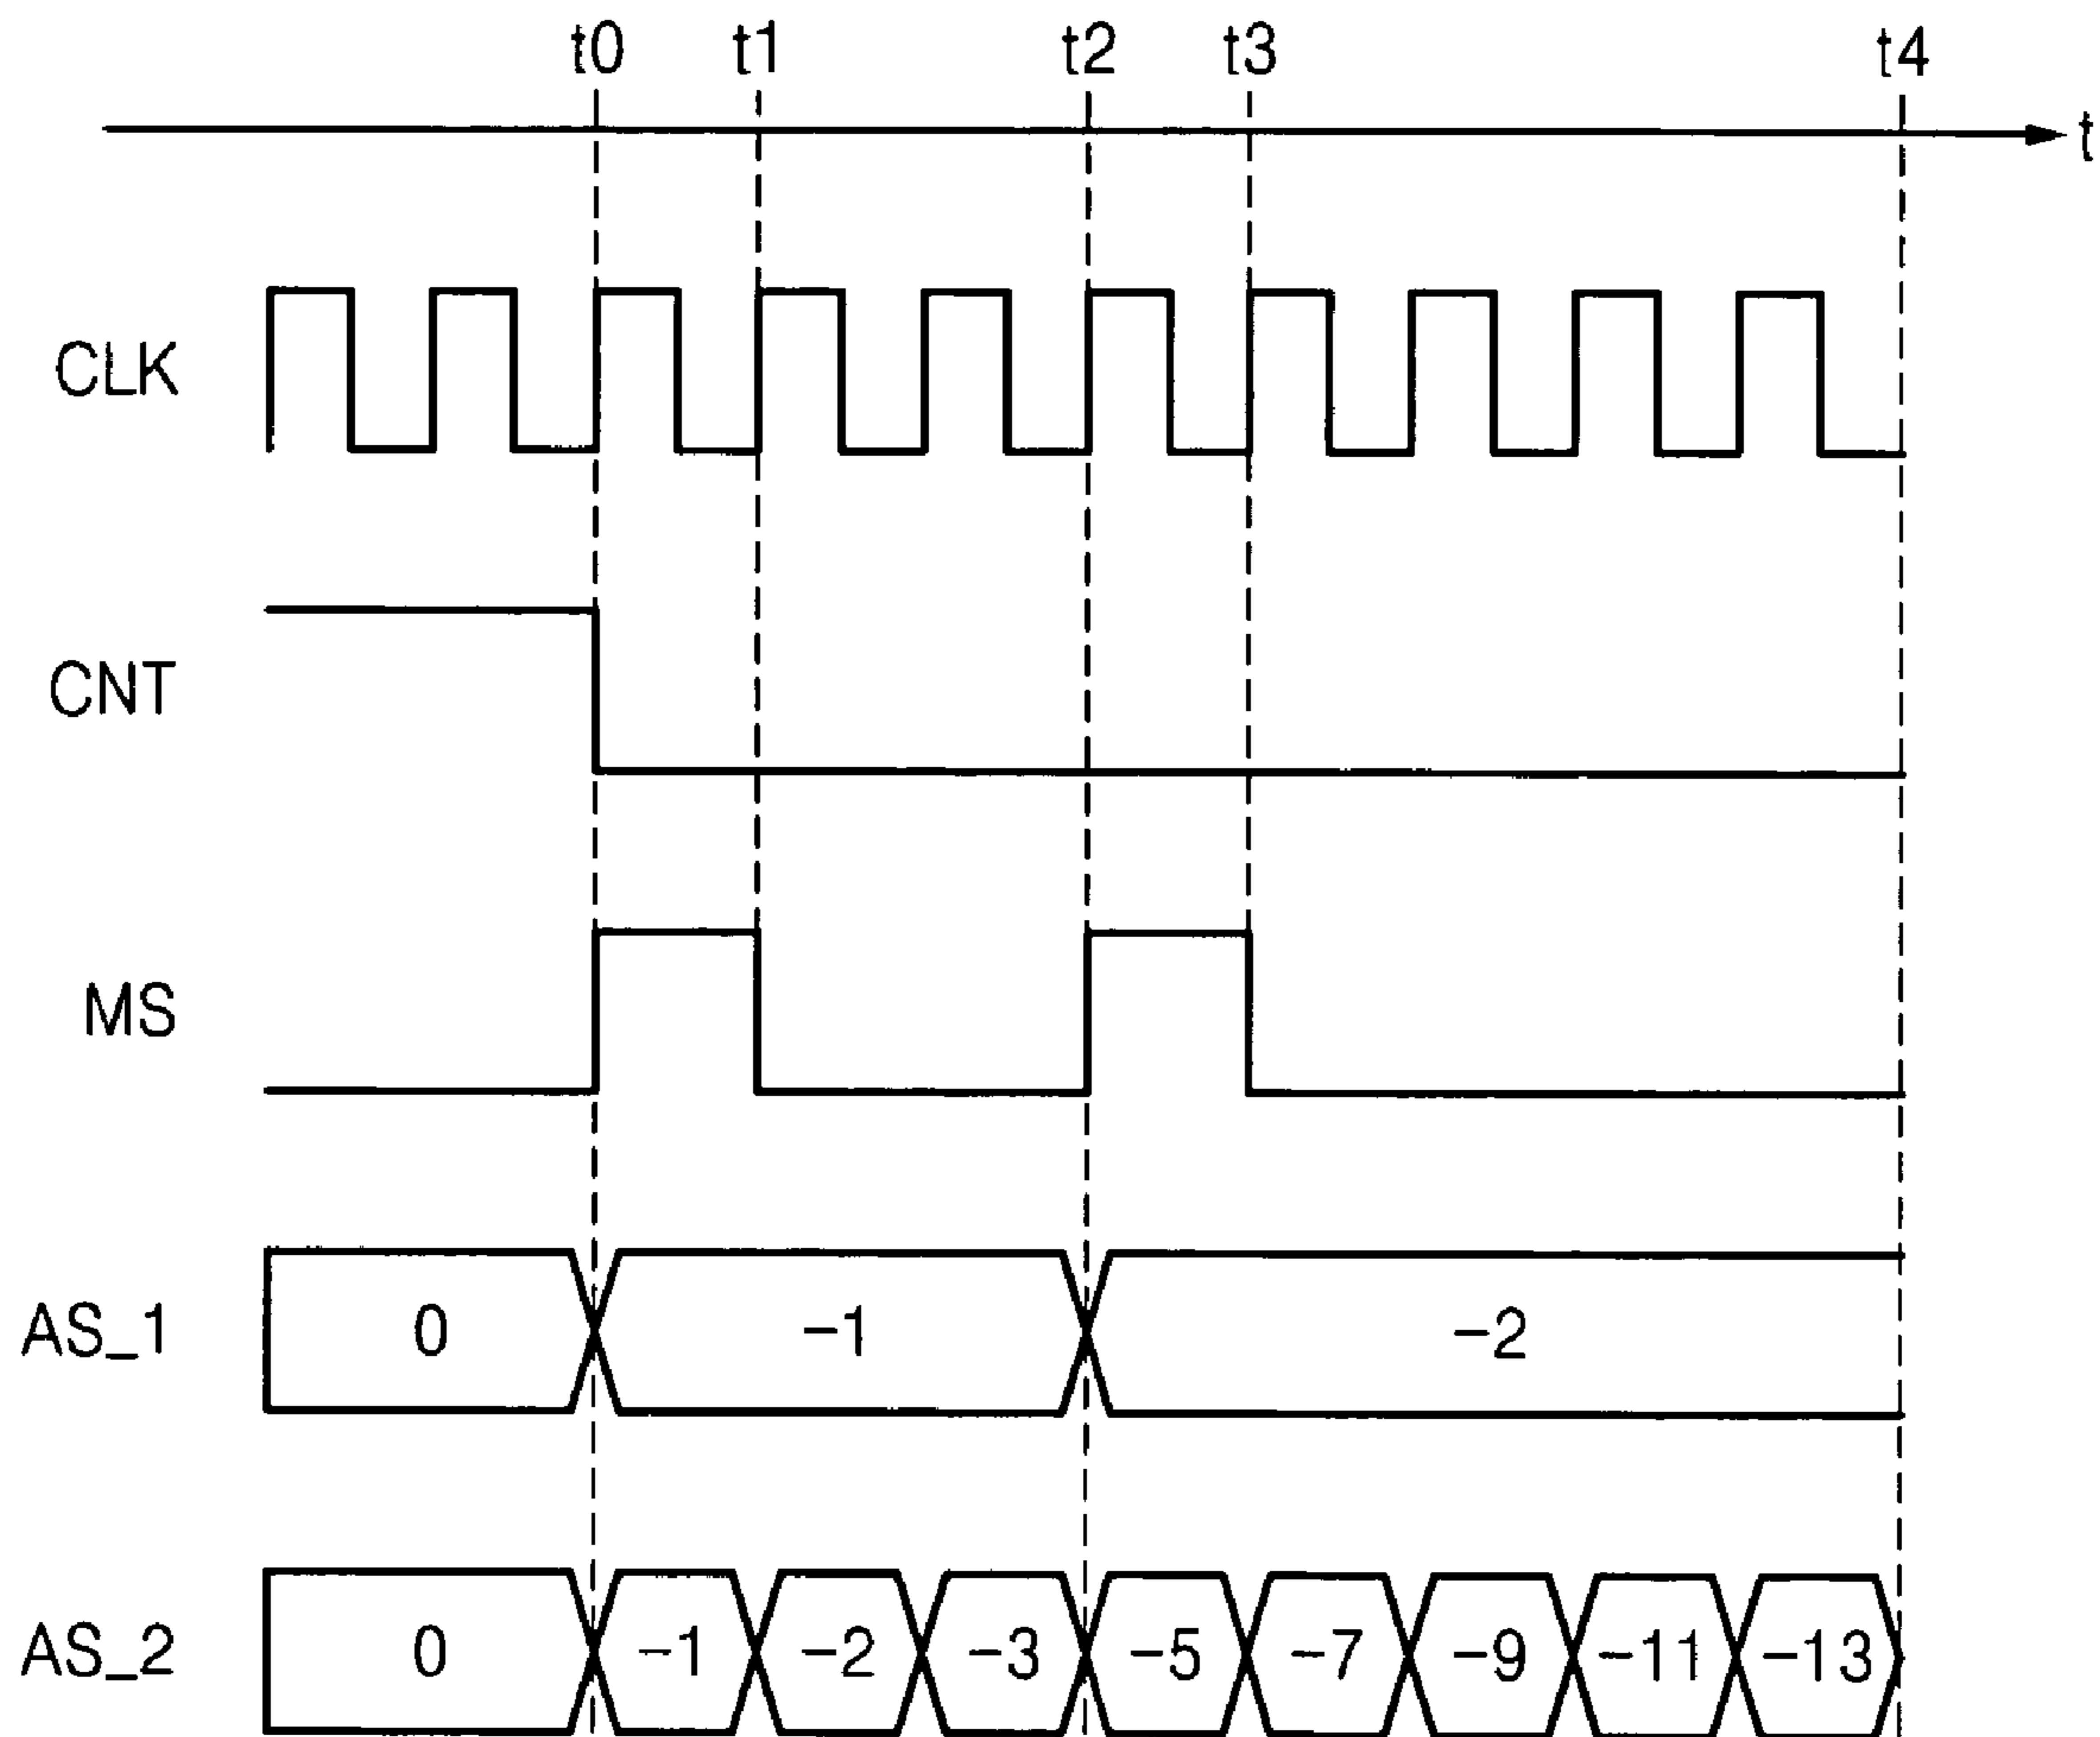 t0 t1 t2 t3 t4
t
CLK
CNT
MS
AS_1 0 −1 −2
AS_2 0 −1 −2 −3 −5 −7 −9 −11 −13